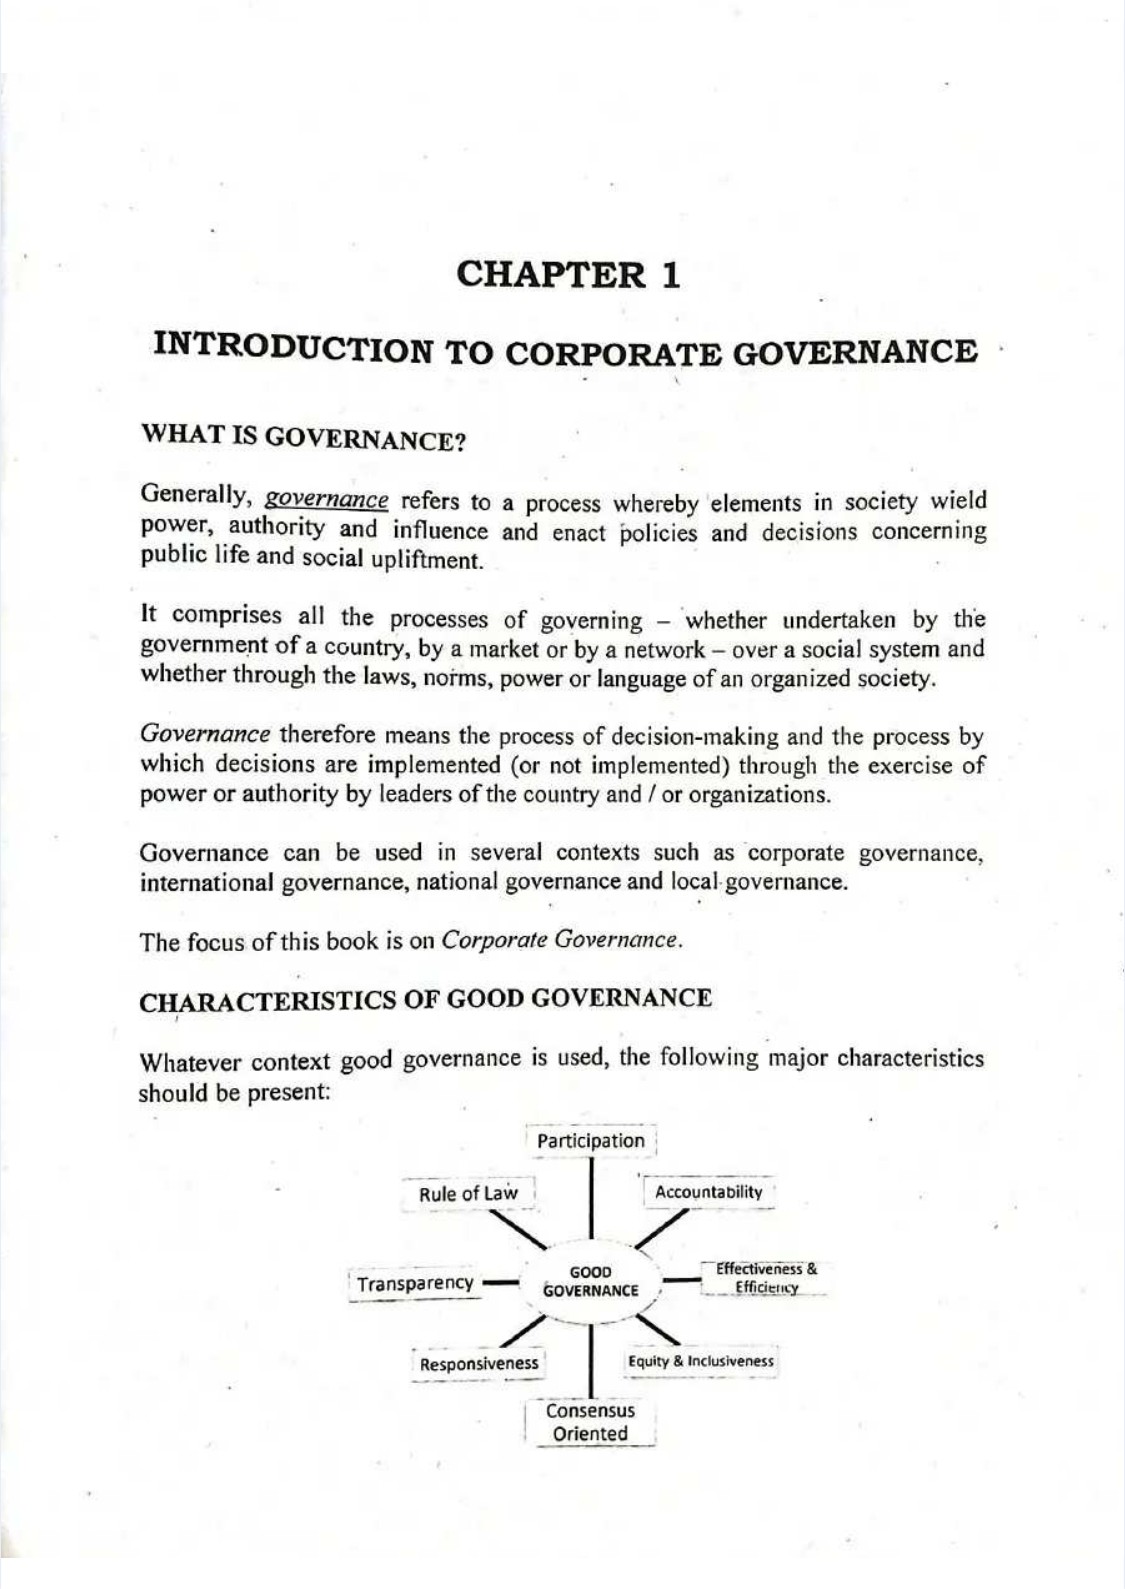 CHAPTER 1
INTRODUCTION TO CORPORATE GOVERNANCE
WHAT IS GOVERNANCE?
Generally, governance refers to a process whereby elements in society wield
power, authority and influence and enact policies and decisions concerning
public life and social upliftment.
It comprises all the processes of governing – whether undertaken by the
government of a country, by a market or by a network – over a social system and
whether through the laws, norms, power or language of an organized society.
Governance therefore means the process of decision-making and the process by
which decisions are implemented (or not implemented) through the exercise of
power or authority by leaders of the country and / or organizations.
Governance can be used in several contexts such as corporate governance,
international governance, national governance and local governance.
The focus of this book is on Corporate Governance.
CHARACTERISTICS OF GOOD GOVERNANCE
Whatever context good governance is used, the following major characteristics
should be present:
Participation
Rule of Law
Accountability
Transparency
GOOD
GOVERNANCE
Effectiveness &
Efficiency
Responsiveness
Equity & Inclusiveness
Consensus
Oriented